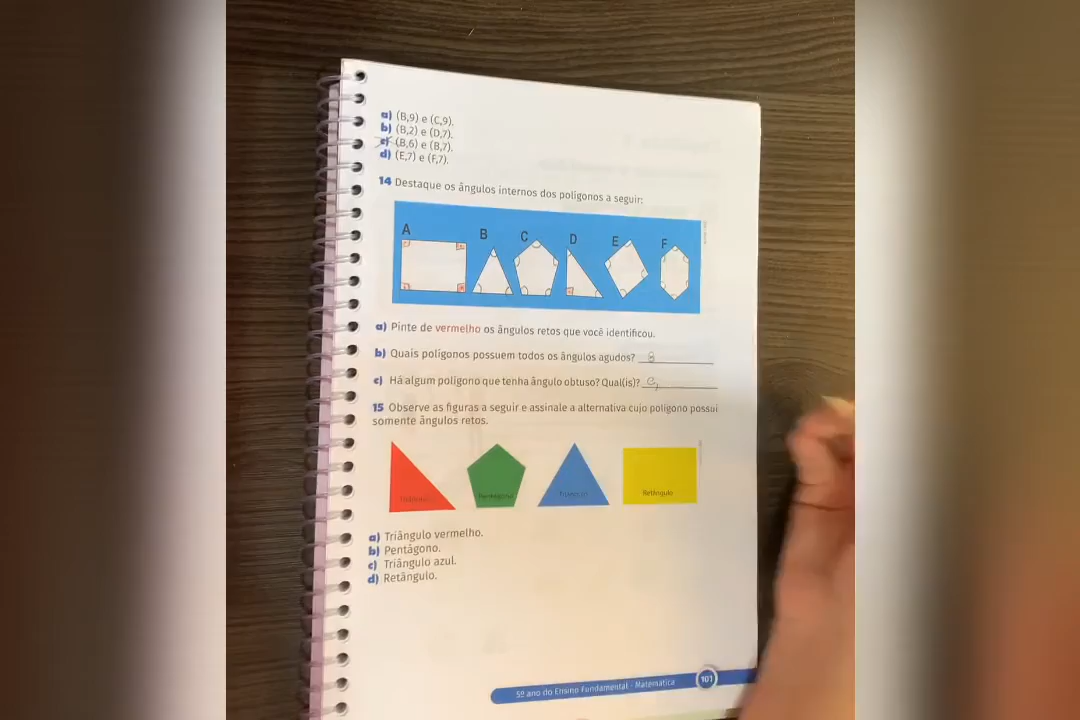 a) (B,9) e (C,9).
b) (B,2) e (D,7).
c) (B,6) e (B,7).
d) (E,7) e (F,7).
14 Destaque os ângulos internos dos polígonos a seguir:
A B C D E F
a) Pinte de vermelho os ângulos retos que você identificou.
b) Quais polígonos possuem todos os ângulos agudos? B
c) Há algum polígono que tenha ângulo obtuso? Qual(is)? C,
15 Observe as figuras a seguir e assinale a alternativa cujo polígono possui
somente ângulos retos.
Triângulo Pentágono Triângulo Retângulo
a) Triângulo vermelho.
b) Pentágono.
c) Triângulo azul.
d) Retângulo.
5º ano do Ensino Fundamental - Matemática 101